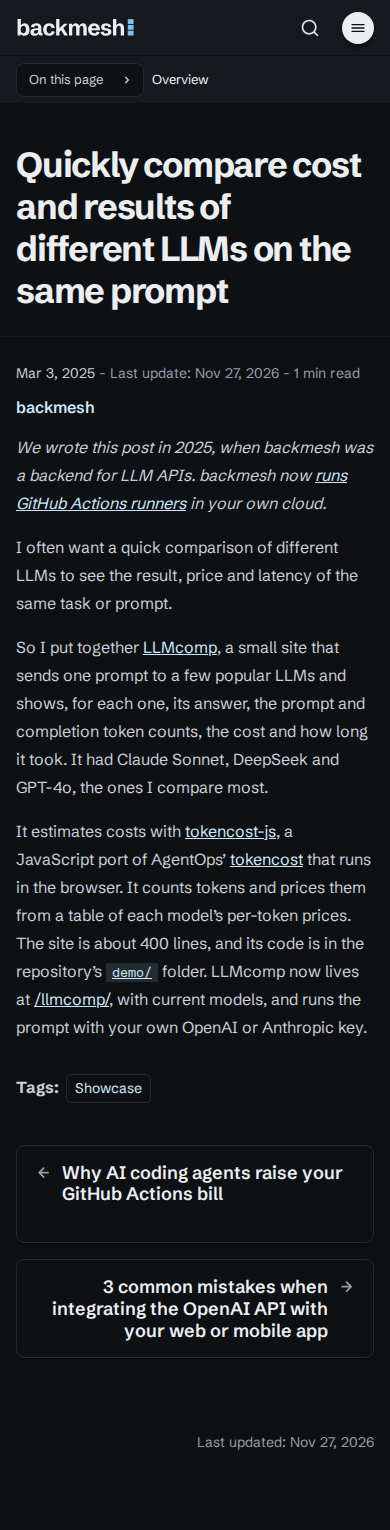 backmesh
On this page
Overview
Quickly compare cost
and results of
different LLMs on the
same prompt
Mar 3, 2025 - Last update: Nov 27, 2026 - 1 min read
backmesh
We wrote this post in 2025, when backmesh was
a backend for LLM APIs. backmesh now runs
GitHub Actions runners in your own cloud.
I often want a quick comparison of different
LLMs to see the result, price and latency of the
same task or prompt.
So I put together LLMcomp, a small site that
sends one prompt to a few popular LLMs and
shows, for each one, its answer, the prompt and
completion token counts, the cost and how long
it took. It had Claude Sonnet, DeepSeek and
GPT-4o, the ones I compare most.
It estimates costs with tokencost-js, a
JavaScript port of AgentOps’ tokencost that runs
in the browser. It counts tokens and prices them
from a table of each model’s per-token prices.
The site is about 400 lines, and its code is in the
repository’s demo/ folder. LLMcomp now lives
at /llmcomp/, with current models, and runs the
prompt with your own OpenAI or Anthropic key.
Tags: Showcase
Why AI coding agents raise your
GitHub Actions bill
3 common mistakes when
integrating the OpenAI API with
your web or mobile app
Last updated: Nov 27, 2026